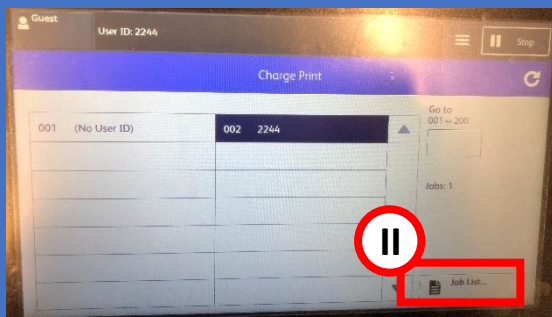 Guest
User ID: 2244
Stop
Charge Print
Go to
001 ↔ 200
001 (No User ID)
002 2244
Jobs: 1
II
Job List...